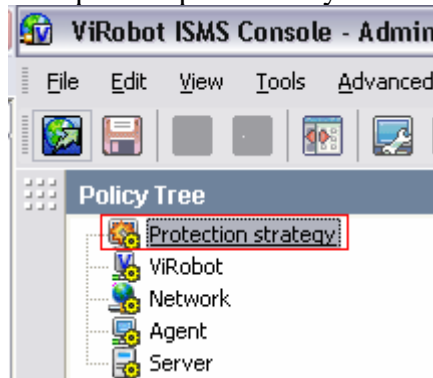 ViRobot ISMS Console - Admin
File Edit View Tools Advanced
Policy Tree
Protection strategy
ViRobot
Network
Agent
Server